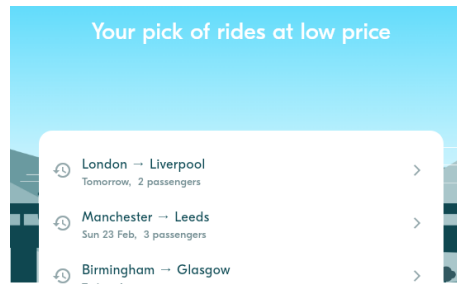 Your pick of rides at low price
London → Liverpool
Tomorrow, 2 passengers
Manchester → Leeds
Sun 23 Feb, 3 passengers
Birmingham → Glasgow